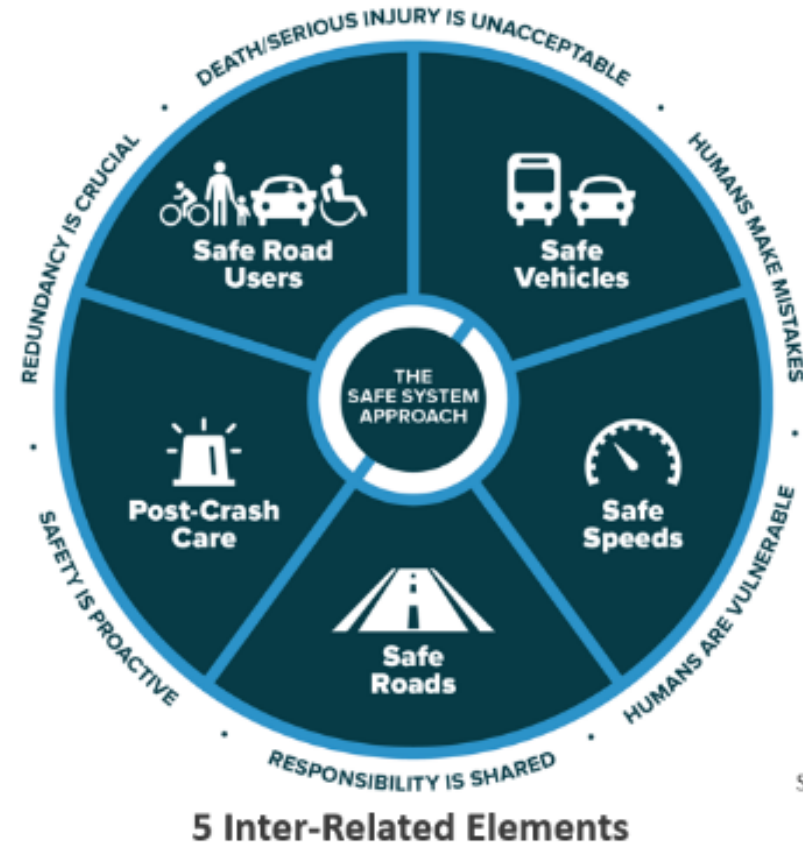 DEATH/SERIOUS INJURY IS UNACCEPTABLE
HUMANS MAKE MISTAKES
HUMANS ARE VULNERABLE
RESPONSIBILITY IS SHARED
SAFETY IS PROACTIVE
REDUNDANCY IS CRUCIAL
Safe Road
Users
Safe
Vehicles
THE
SAFE SYSTEM
APPROACH
Post-Crash
Care
Safe
Speeds
Safe
Roads
5 Inter-Related Elements